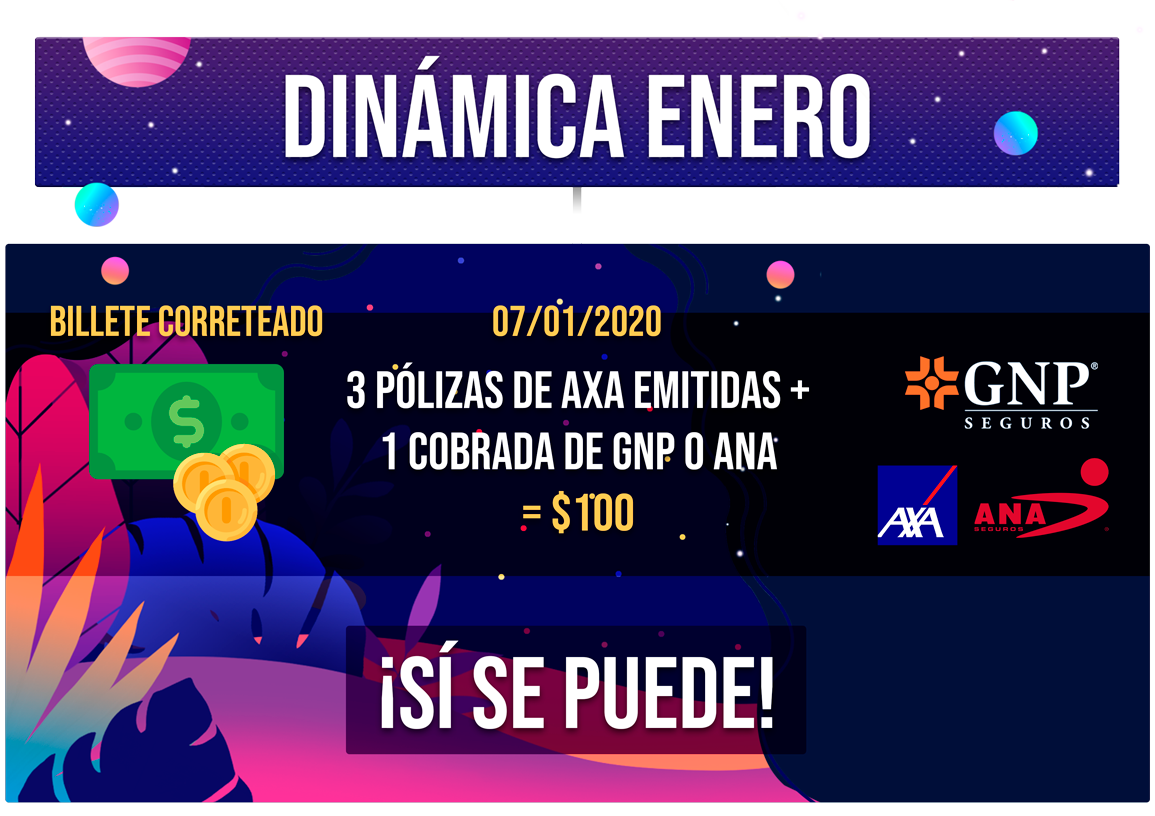 DINÁMICA ENERO
BILLETE CORRETEADO
07/01/2020
3 PÓLIZAS DE AXA EMITIDAS +
1 COBRADA DE GNP O ANA
= $100
GNP®
SEGUROS
AXA
ANA
SEGUROS
¡SÍ SE PUEDE!